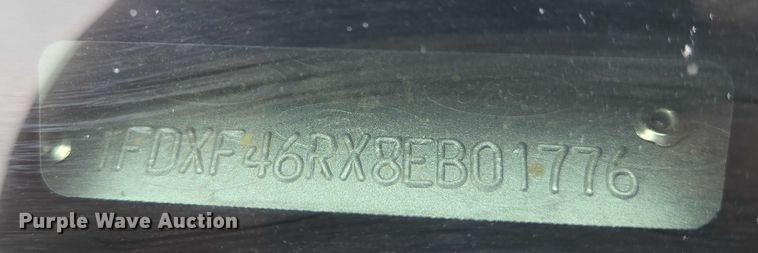 1FDXF46RX8EB01776
Purple Wave Auction